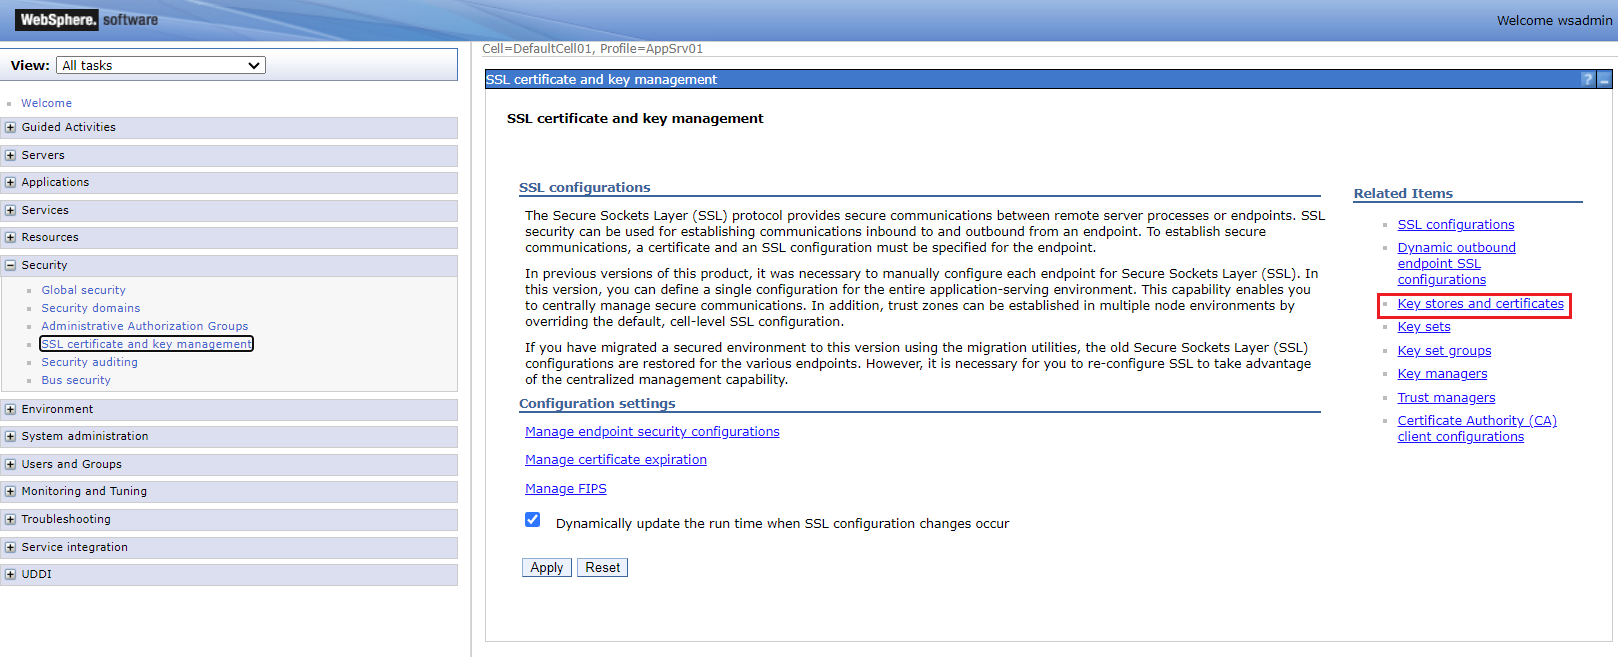 WebSphere. software
Welcome wsadmin
View: All tasks
Welcome
Guided Activities
Servers
Applications
Services
Resources
Security
Global security
Security domains
Administrative Authorization Groups
SSL certificate and key management
Security auditing
Bus security
Environment
System administration
Users and Groups
Monitoring and Tuning
Troubleshooting
Service integration
UDDI
Cell=DefaultCell01, Profile=AppSrv01
SSL certificate and key management
?
SSL certificate and key management
SSL configurations
The Secure Sockets Layer (SSL) protocol provides secure communications between remote server processes or endpoints. SSL
security can be used for establishing communications inbound to and outbound from an endpoint. To establish secure
communications, a certificate and an SSL configuration must be specified for the endpoint.
In previous versions of this product, it was necessary to manually configure each endpoint for Secure Sockets Layer (SSL). In
this version, you can define a single configuration for the entire application-serving environment. This capability enables you
to centrally manage secure communications. In addition, trust zones can be established in multiple node environments by
overriding the default, cell-level SSL configuration.
If you have migrated a secured environment to this version using the migration utilities, the old Secure Sockets Layer (SSL)
configurations are restored for the various endpoints. However, it is necessary for you to re-configure SSL to take advantage
of the centralized management capability.
Configuration settings
Manage endpoint security configurations
Manage certificate expiration
Manage FIPS
Dynamically update the run time when SSL configuration changes occur
Apply Reset
Related Items
SSL configurations
Dynamic outbound
endpoint SSL
configurations
Key stores and certificates
Key sets
Key set groups
Key managers
Trust managers
Certificate Authority (CA)
client configurations